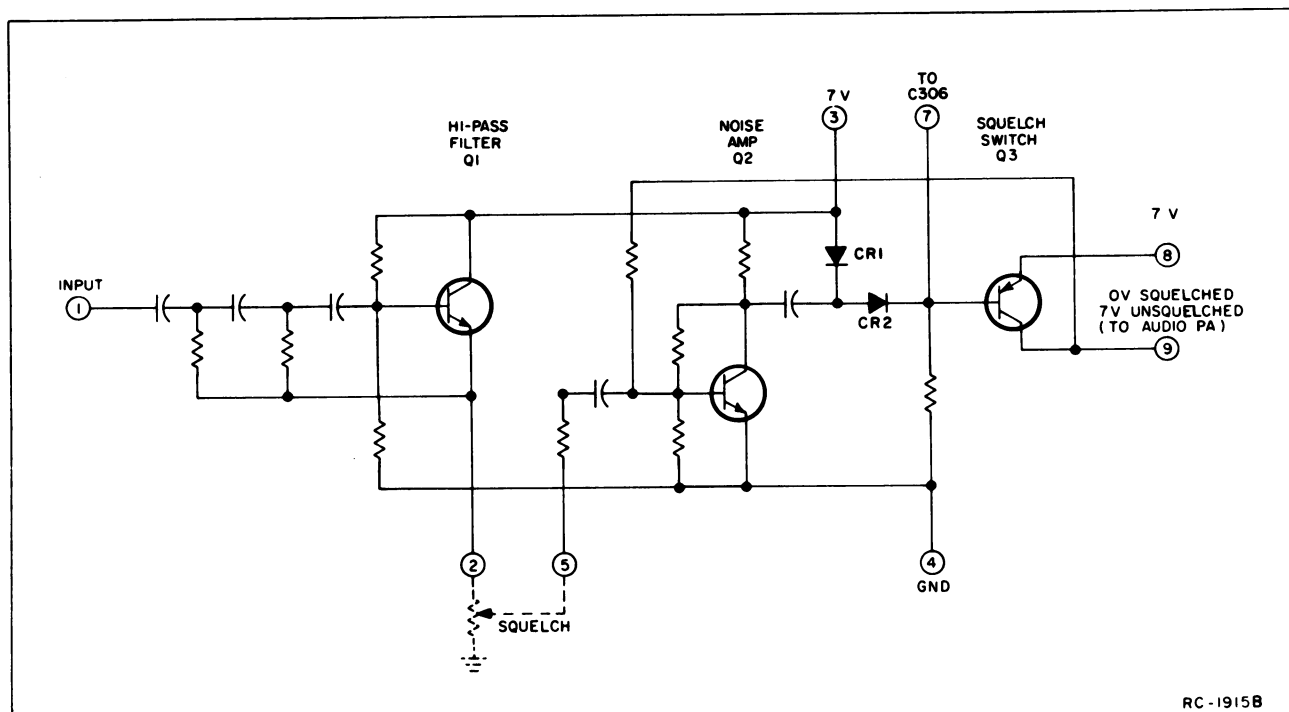 HI-PASS
FILTER
Q1
NOISE
AMP
Q2
7 V
3
TO
C306
7
SQUELCH
SWITCH
Q3
7 V
8
CR1
INPUT
1
CR2
0V SQUELCHED
7V UNSQUELCHED
(TO AUDIO PA)
9
2
5
4
GND
SQUELCH
RC-1915B